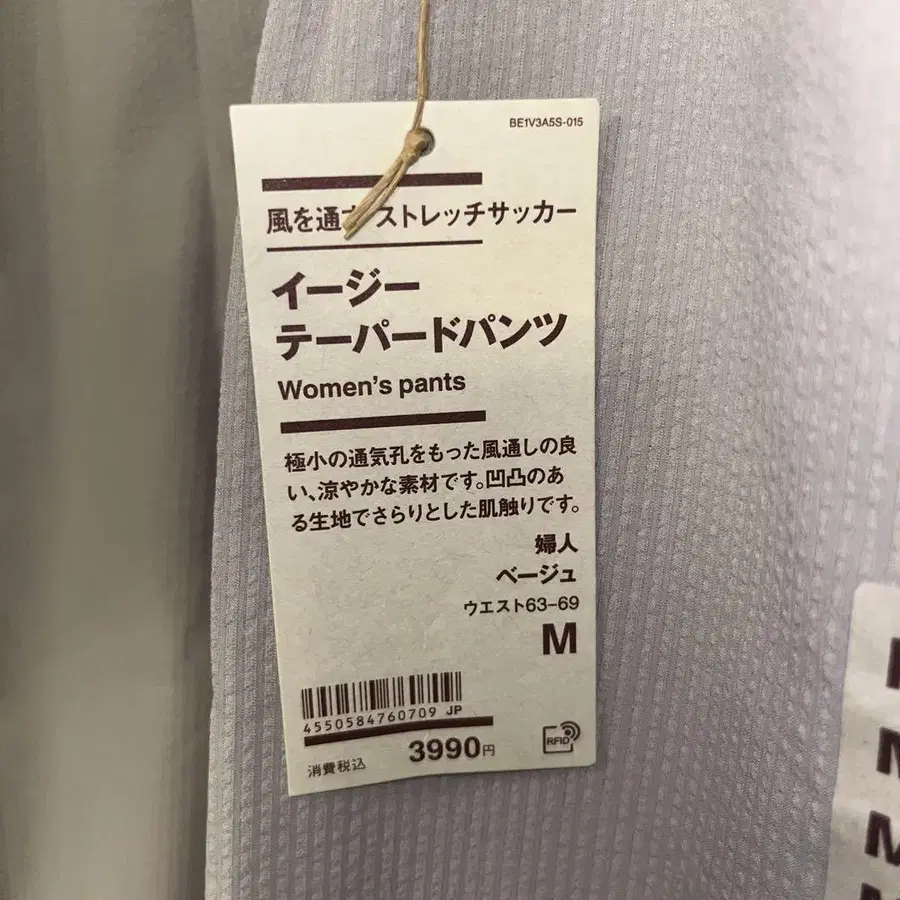 BE1V3A5S-015
風を通す ストレッチサッカー
イージー
テーパードパンツ
Women's pants
極小の通気孔をもった風通しの良
い、涼やかな素材です。凹凸のあ
る生地でさらりとした肌触りです。
婦人
ベージュ
ウエスト63-69
M
4550584760709 JP
3990円
消費税込
RFID
M
M